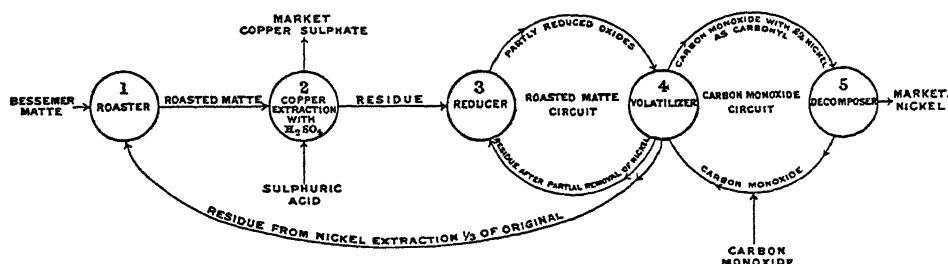 MARKET
COPPER SULPHATE
PARTLY REDUCED OXIDES
CARBON MONOXIDE WITH 2% NICKEL
AS CARBONYL
1
ROASTER
2
COPPER
EXTRACTION
WITH
H2SO4
3
REDUCER
4
VOLATILIZER
5
DECOMPOSER
BESSEMER
MATTE
ROASTED MATTE
RESIDUE
ROASTED MATTE
CIRCUIT
CARBON MONOXIDE
CIRCUIT
MARKET.
NICKEL
RESIDUE AFTER PARTIAL REMOVAL OF NICKEL
CARBON MONOXIDE
SULPHURIC
ACID
RESIDUE FROM NICKEL EXTRACTION 1/3 OF ORIGINAL
CARBON
MONOXIDE